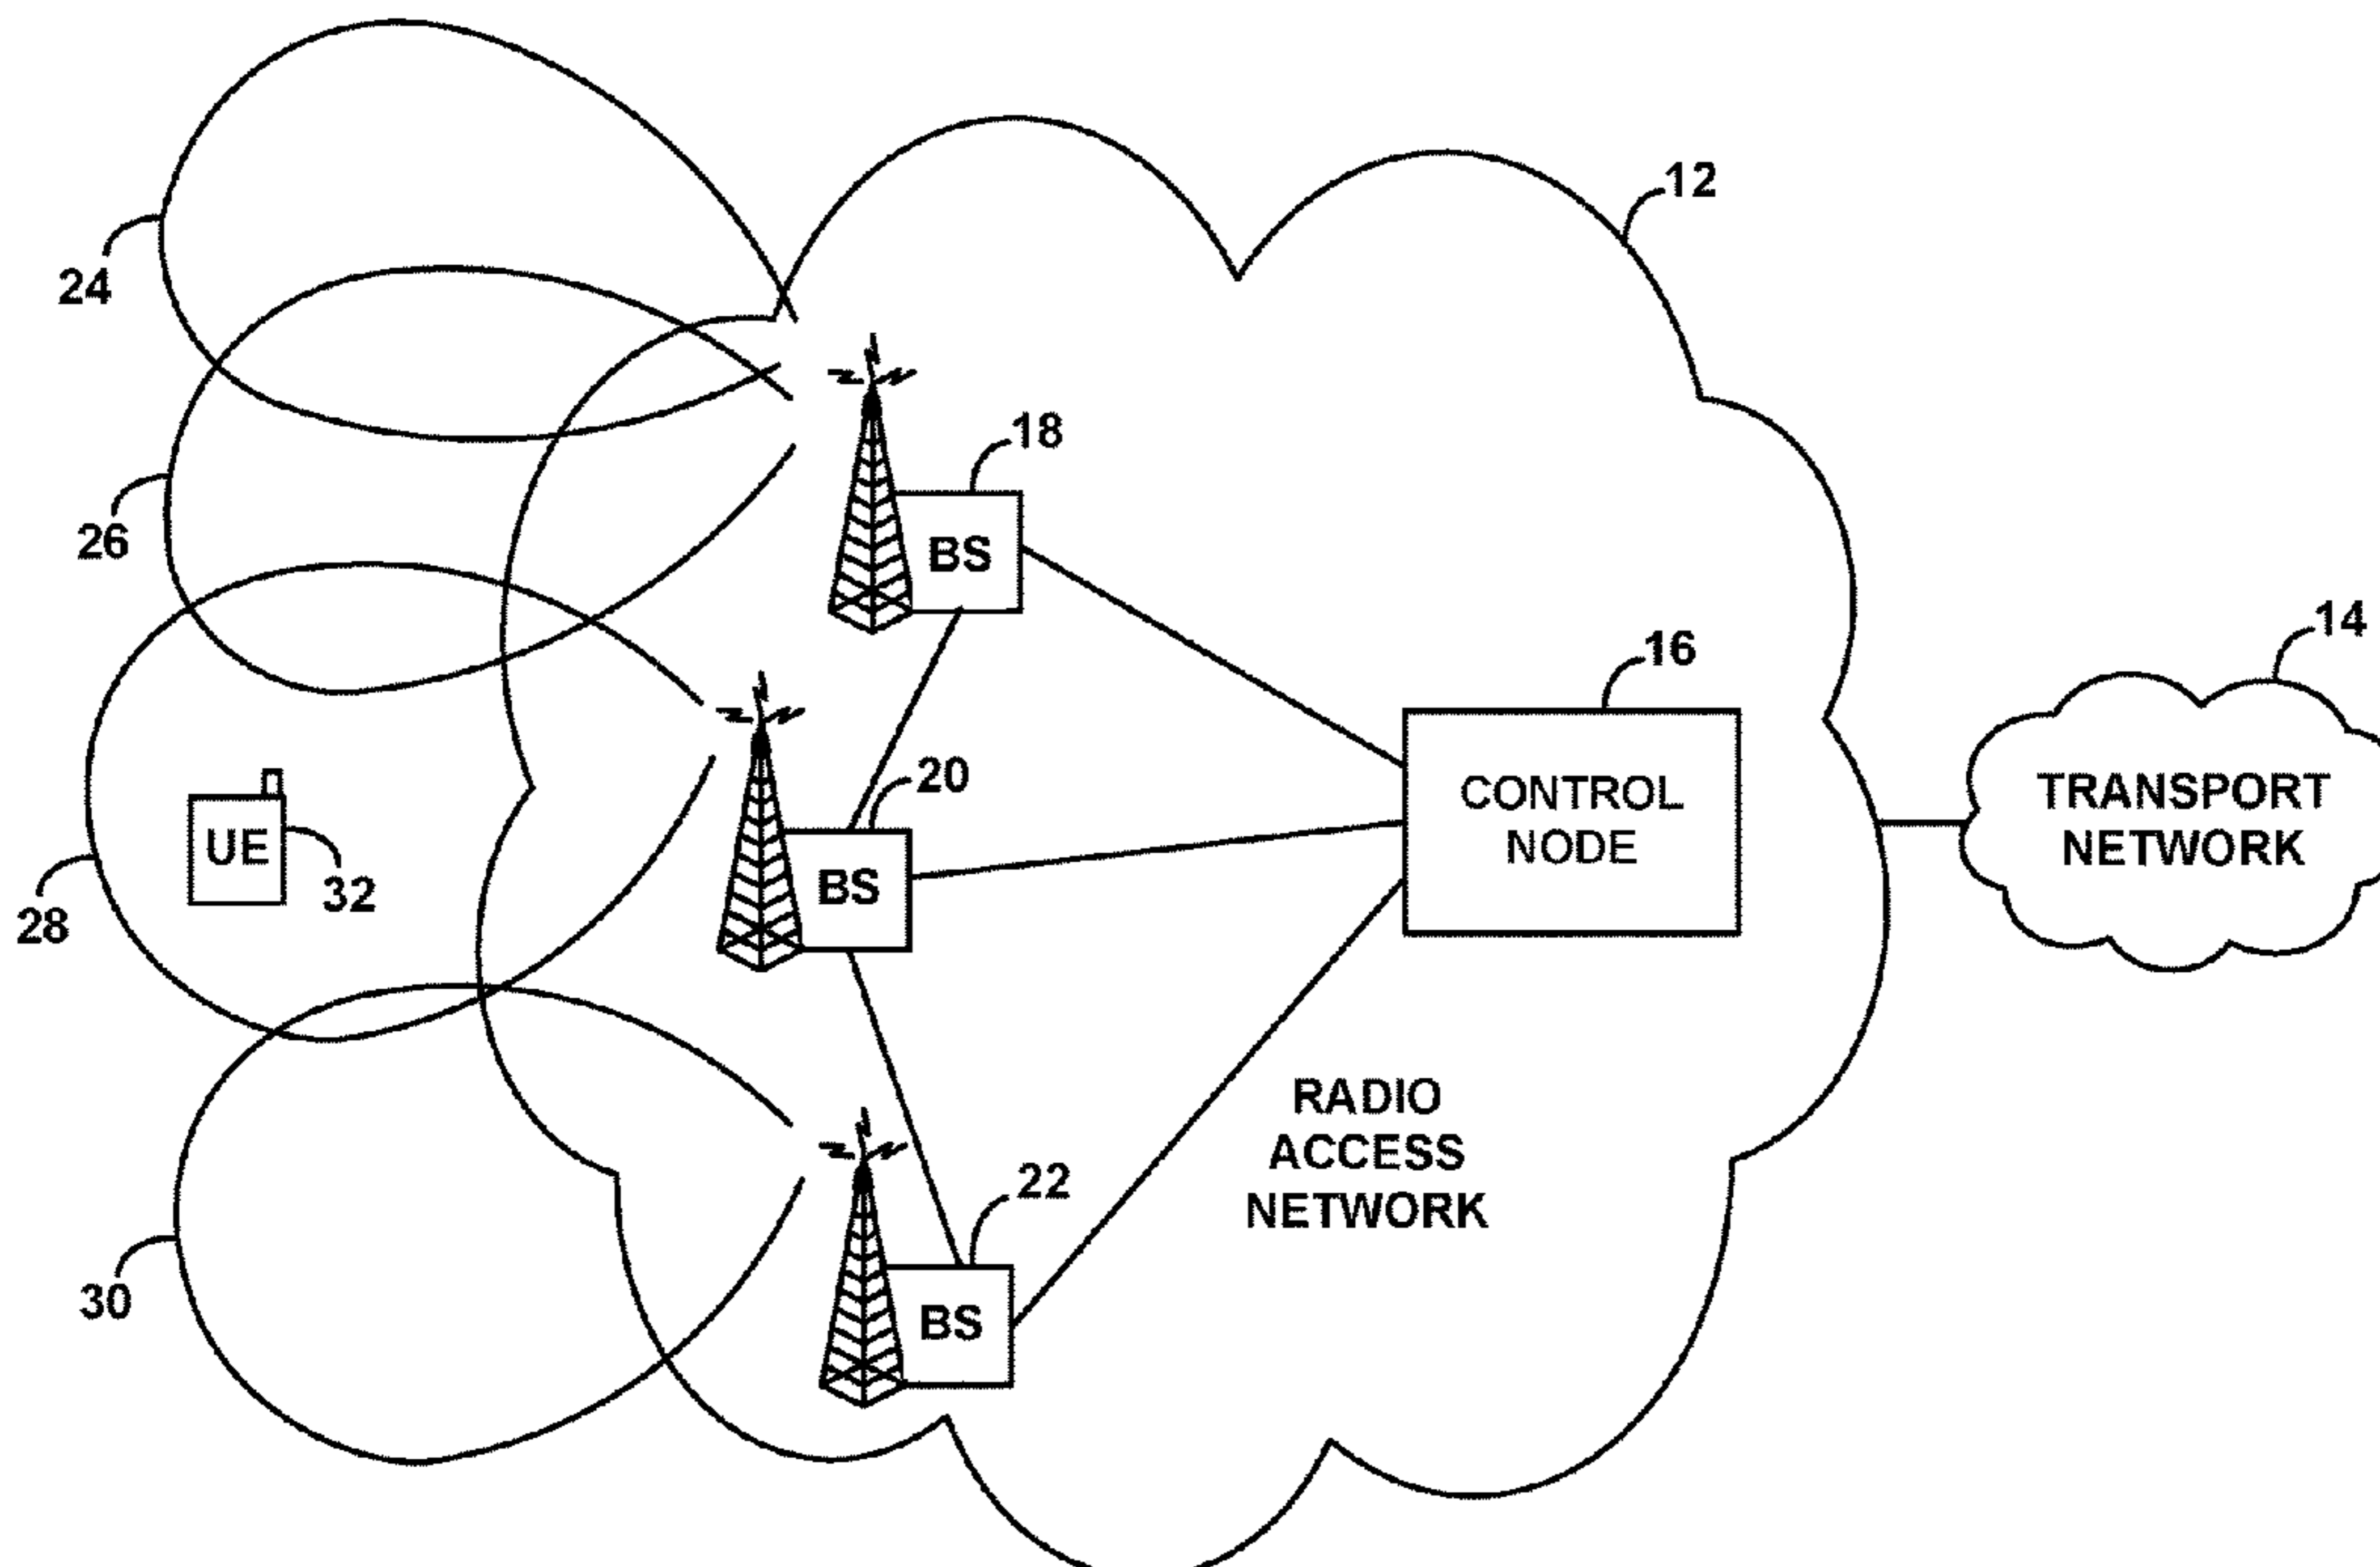 12
24
18
26
BS
14
16
20
CONTROL
NODE
TRANSPORT
NETWORK
UE
32
BS
28
RADIO
ACCESS
NETWORK
22
30
BS